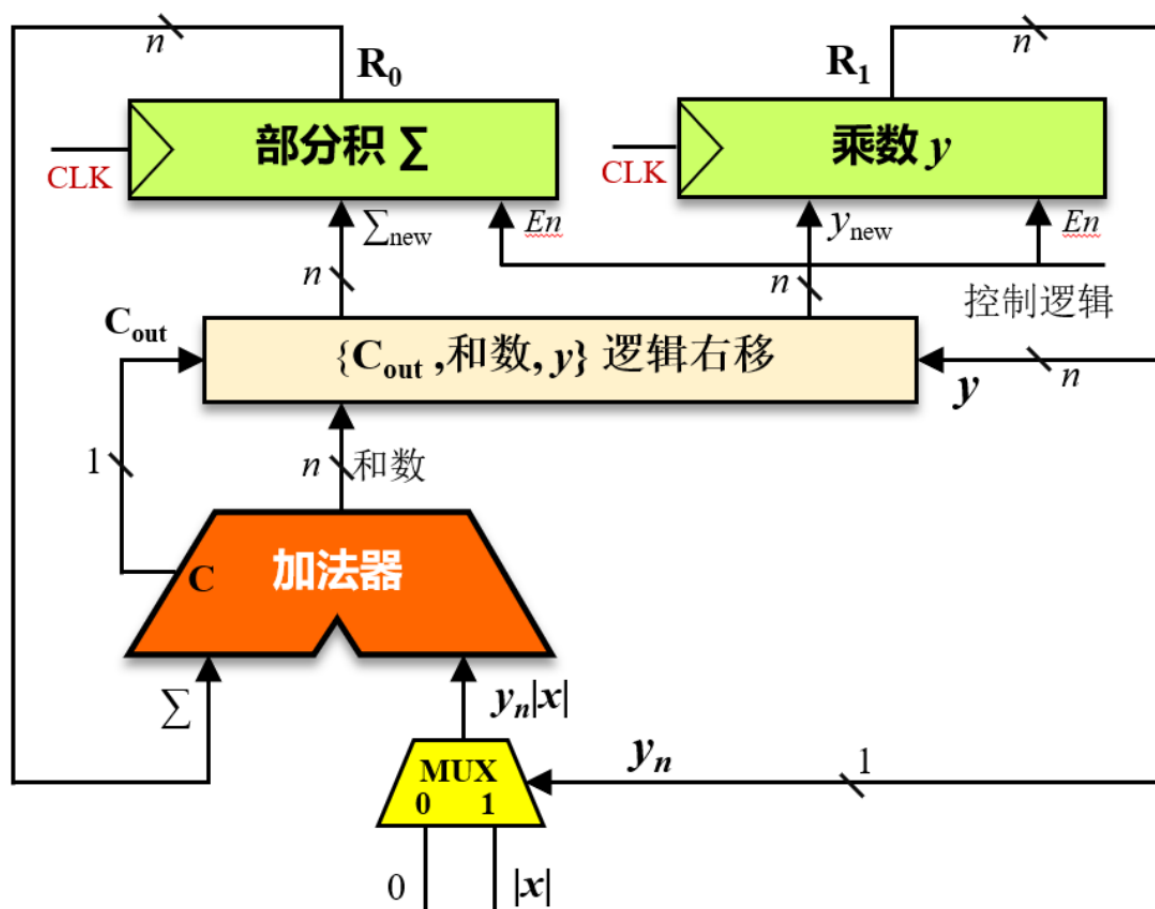 n
n
R₀
R₁
部分积 ∑
乘数 y
CLK
CLK
∑new
En
ynew
En
n
n
控制逻辑
Cout
{Cout ,和数, y} 逻辑右移
y
n
1
n
和数
C
加法器
∑
yn|x|
MUX
0 1
yn
1
0
|x|